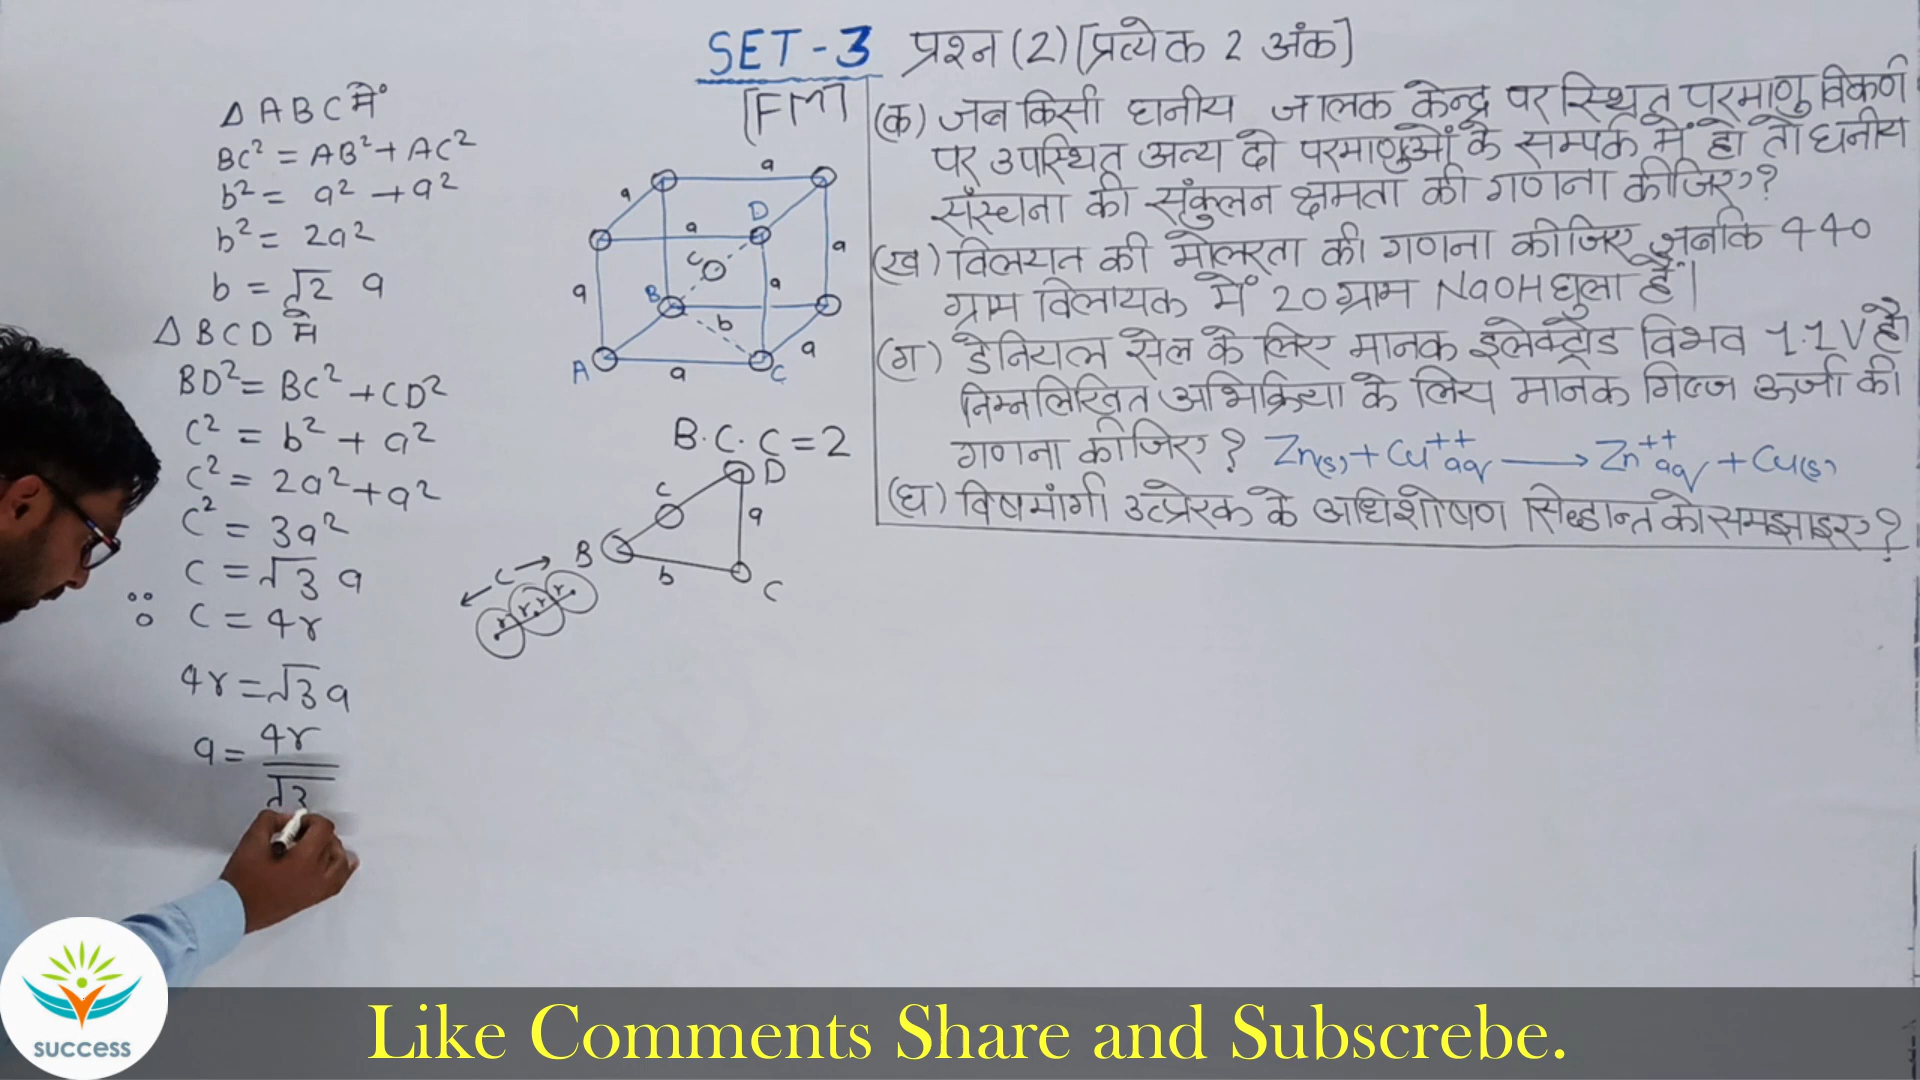 SET-3 प्रश्न (2) [प्रत्येक 2 अंक]
[FM]
(क) जब किसी घनीय जालक केन्द्र पर स्थित परमाणु विकर्ण
पर उपस्थित अन्य दो परमाणुओं के सम्पर्क में हो तो घनीय
संरचना की संकुलन क्षमता की गणना कीजिए?
(ख) विलयन की मोलरता की गणना कीजिए जबकि 440
ग्राम विलायक में 20 ग्राम NaOH घुला है।
(ग) डेनियल सेल के लिए मानक इलेक्ट्रोड विभव 1.1V है।
निम्नलिखित अभिक्रिया के लिय मानक गिब्ज ऊर्जा की
गणना कीजिए? Zn(s) + Cu⁺⁺aq ⟶ Zn⁺⁺aq + Cu(s)
(घ) विषमांगी उत्प्रेरक के अधिशोषण सिद्धान्त को समझाइए?
△ABC में
BC² = AB² + AC²
b² = a² + a²
b² = 2a²
b = √2 a
△BCD में
BD² = BC² + CD²
C² = b² + a²
C² = 2a² + a²
C² = 3a²
C = √3 a
∵ C = 4r
4r = √3 a
a = 4r/√3
a
a
a
D
a
a
C
a
B
b
a
A
a
C
B.C.C = 2
D
C
a
B
b
C
C
r r r r
Like Comments Share and Subscrebe.
success